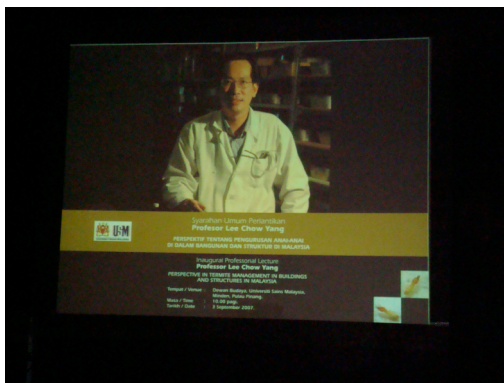 Syarahan Umum Perlantikan
Profesor Lee Chow Yang
PERSPEKTIF TENTANG PENGURUSAN ANAI-ANAI
DI DALAM BANGUNAN DAN STRUKTUR DI MALAYSIA
USM
Inaugural Professorial Lecture
Professor Lee Chow Yang
PERSPECTIVE IN TERMITE MANAGEMENT IN BUILDINGS
AND STRUCTURES IN MALAYSIA
Tempat / Venue : Dewan Budaya, Universiti Sains Malaysia,
Minden, Pulau Pinang.
Masa / Time : 10.00 pagi
Tarikh / Date : 5 September 2007.